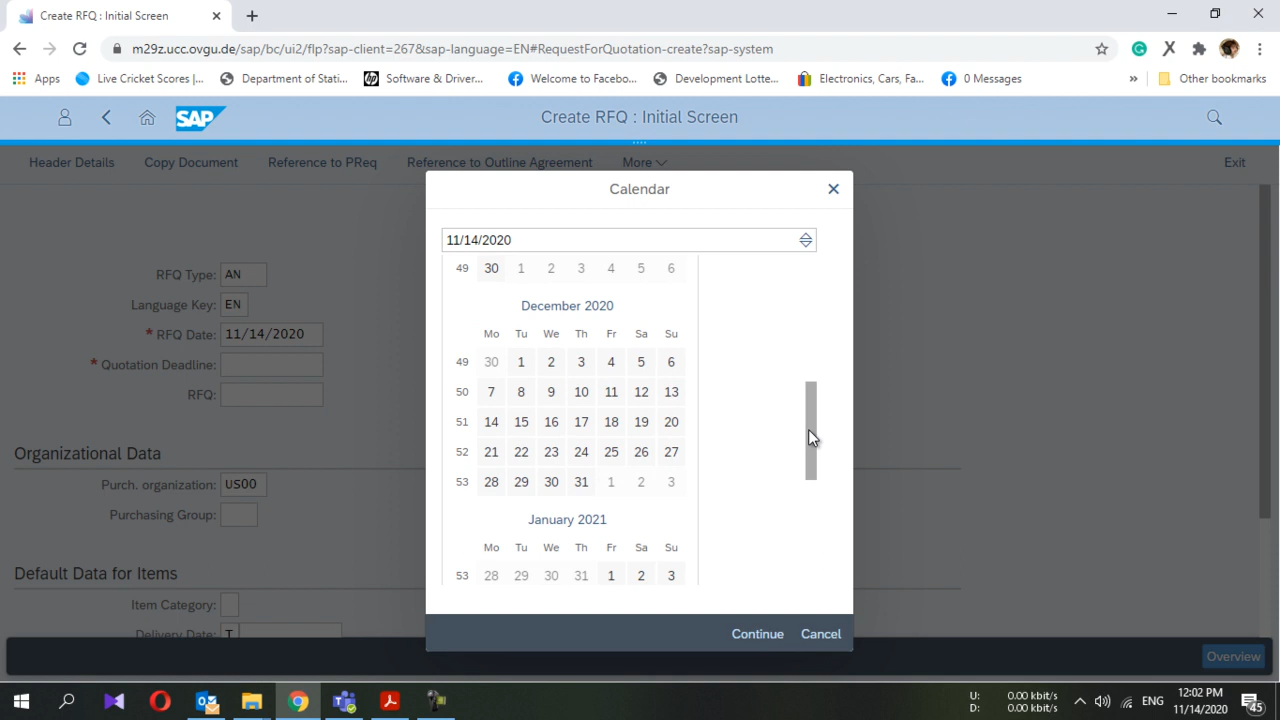 Create RFQ : Initial Screen
m29z.ucc.ovgu.de/sap/bc/ui2/flp?sap-client=267&sap-language=EN#RequestForQuotation-create?sap-system
Apps Live Cricket Scores |... Department of Stati... Software & Driver... Welcome to Facebo... Development Lotte... Electronics, Cars, Fa... 0 Messages » Other bookmarks
SAP Create RFQ : Initial Screen
Header Details Copy Document Reference to PReq Reference to Outline Agreement More Exit
Calendar
11/14/2020
49 30 1 2 3 4 5 6
December 2020
Mo Tu We Th Fr Sa Su
49 30 1 2 3 4 5 6
50 7 8 9 10 11 12 13
51 14 15 16 17 18 19 20
52 21 22 23 24 25 26 27
53 28 29 30 31 1 2 3
January 2021
Mo Tu We Th Fr Sa Su
53 28 29 30 31 1 2 3
Continue Cancel
RFQ Type: AN
Language Key: EN
* RFQ Date: 11/14/2020
* Quotation Deadline:
RFQ:
Organizational Data
Purch. organization: US00
Purchasing Group:
Default Data for Items
Item Category:
Delivery Date: T
Overview
U: 0.00 kbit/s
D: 0.00 kbit/s
ENG
12:02 PM
11/14/2020
45